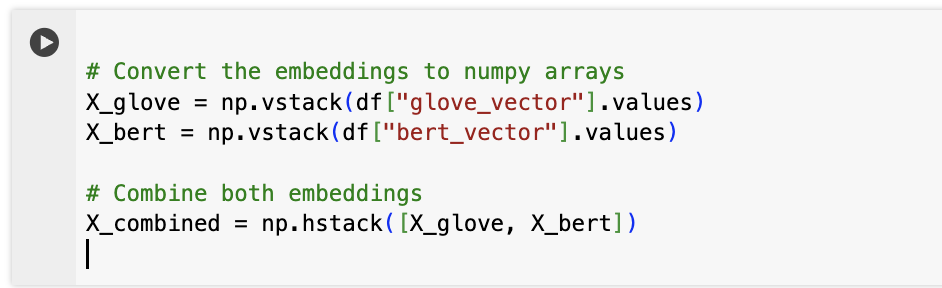 # Convert the embeddings to numpy arrays
X_glove = np.vstack(df["glove_vector"].values)
X_bert = np.vstack(df["bert_vector"].values)
# Combine both embeddings
X_combined = np.hstack([X_glove, X_bert])